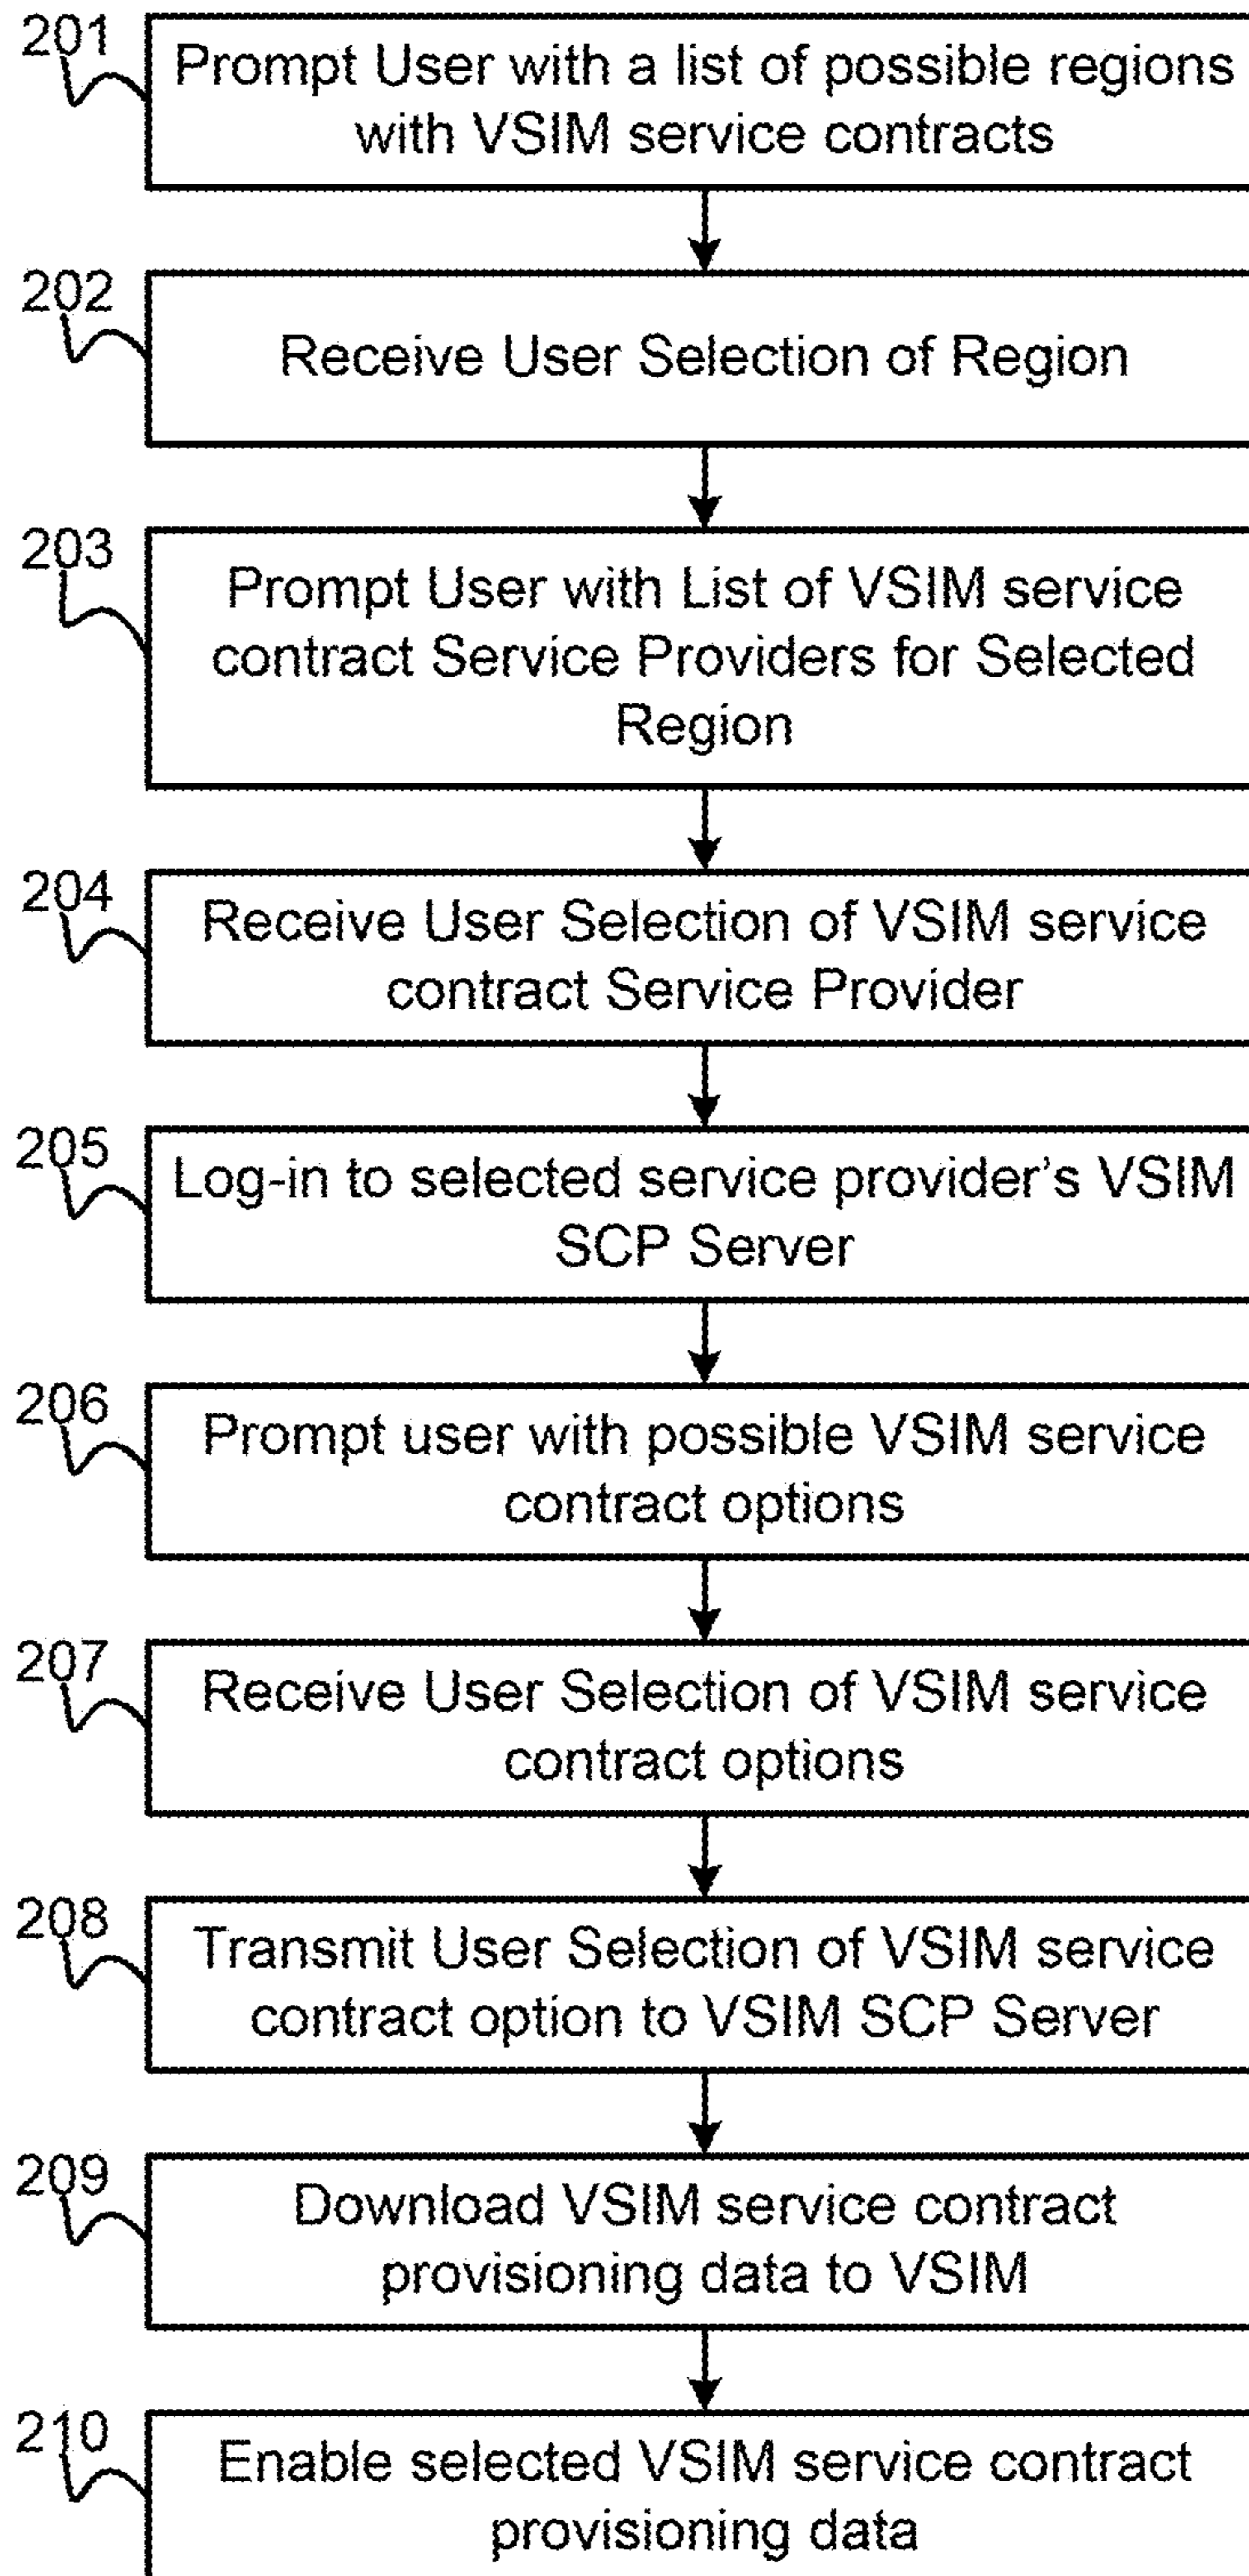 201
Prompt User with a list of possible regions
with VSIM service contracts
202
Receive User Selection of Region
203
Prompt User with List of VSIM service
contract Service Providers for Selected
Region
204
Receive User Selection of VSIM service
contract Service Provider
205
Log-in to selected service provider's VSIM
SCP Server
206
Prompt user with possible VSIM service
contract options
207
Receive User Selection of VSIM service
contract options
208
Transmit User Selection of VSIM service
contract option to VSIM SCP Server
209
Download VSIM service contract
provisioning data to VSIM
210
Enable selected VSIM service contract
provisioning data